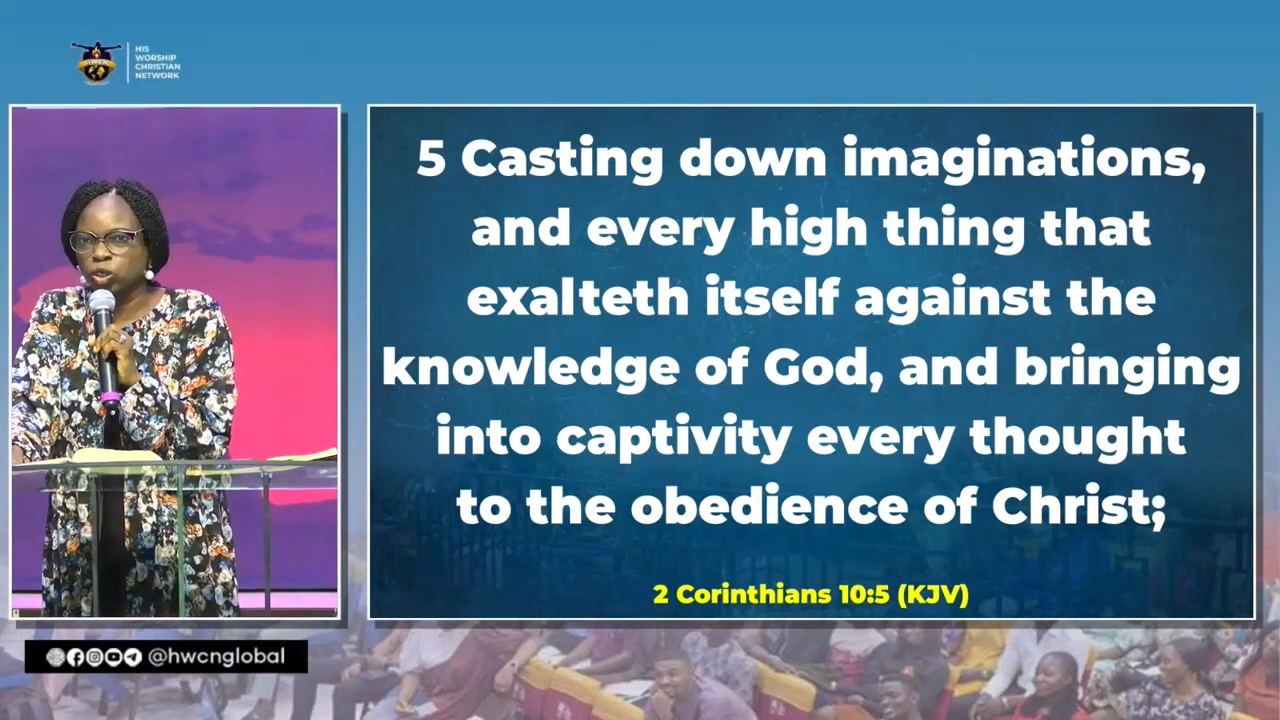 HIS
WORSHIP
CHRISTIAN
NETWORK
5 Casting down imaginations,
and every high thing that
exalteth itself against the
knowledge of God, and bringing
into captivity every thought
to the obedience of Christ;
2 Corinthians 10:5 (KJV)
@hwcnglobal